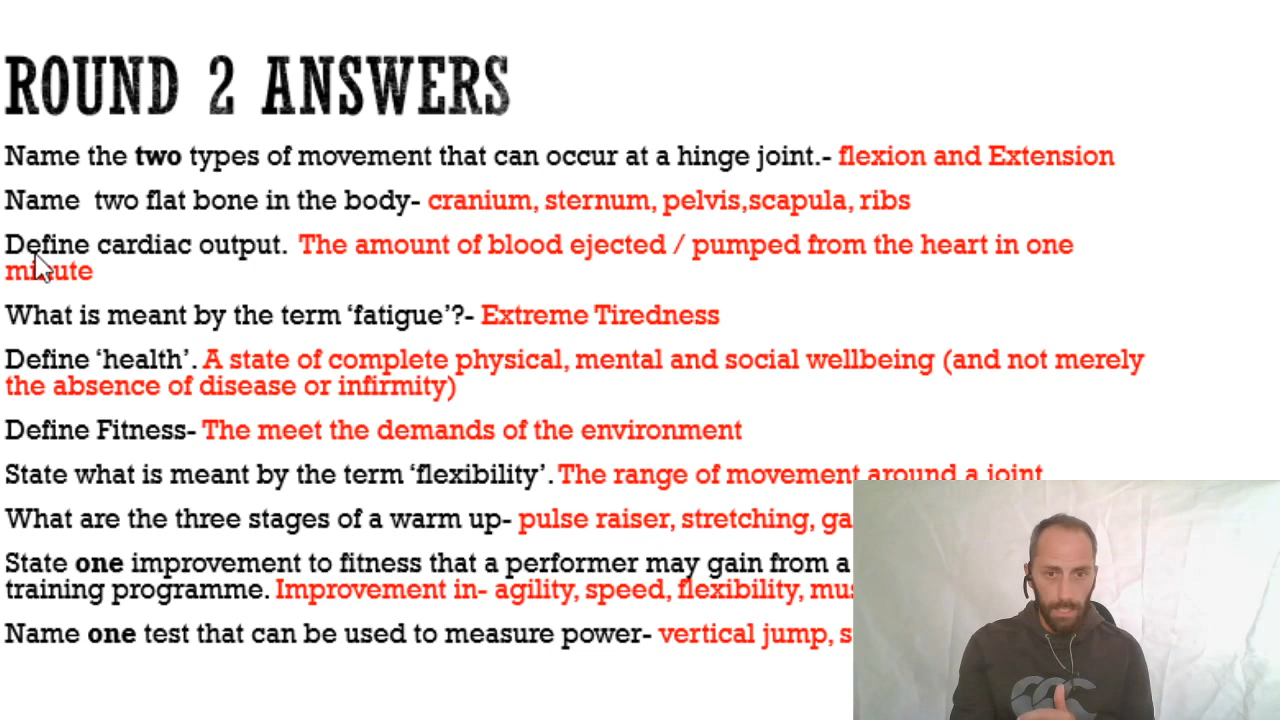 ROUND 2 ANSWERS
Name the two types of movement that can occur at a hinge joint.- flexion and Extension
Name two flat bone in the body- cranium, sternum, pelvis,scapula, ribs
Define cardiac output. The amount of blood ejected / pumped from the heart in one
minute
What is meant by the term ‘fatigue’?- Extreme Tiredness
Define ‘health’. A state of complete physical, mental and social wellbeing (and not merely
the absence of disease or infirmity)
Define Fitness- The meet the demands of the environment
State what is meant by the term ‘flexibility’. The range of movement around a joint
What are the three stages of a warm up- pulse raiser, stretching,
State one improvement to fitness that a performer may gain from a
training programme. Improvement in- agility, speed, flexibility,
Name one test that can be used to measure power- vertical jump,